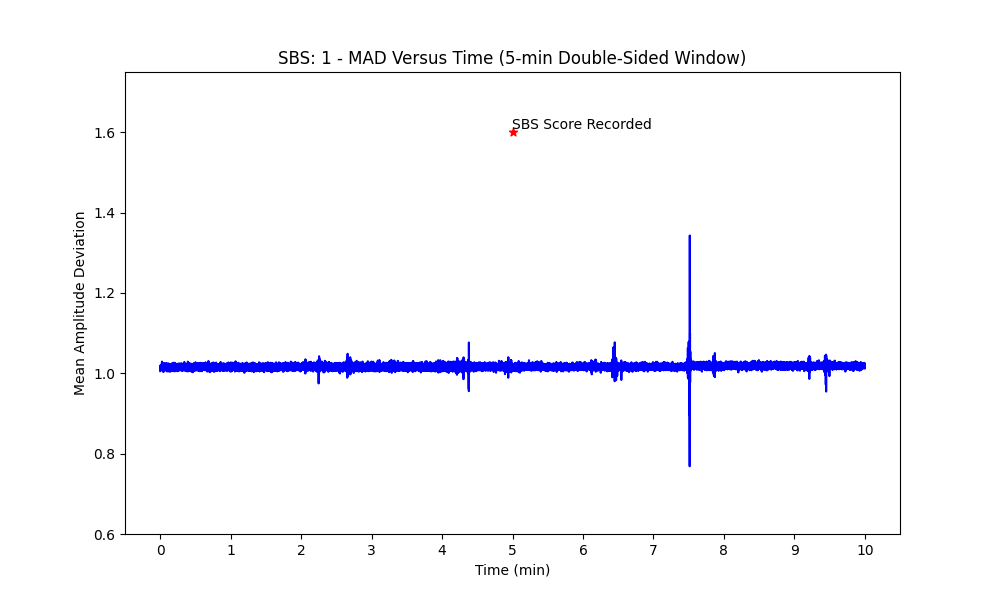 SBS: 1 - MAD Versus Time (5-min Double-Sided Window)
SBS Score Recorded
Mean Amplitude Deviation
1.6
1.4
1.2
1.0
0.8
0.6
0 1 2 3 4 5 6 7 8 9 10
Time (min)